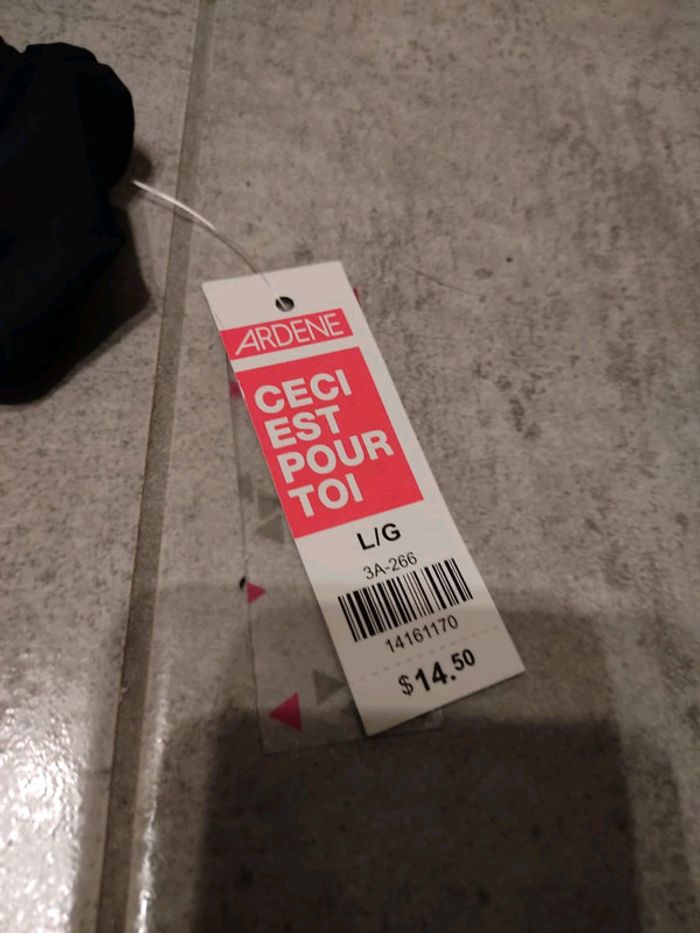 ARDENE
CECI
EST
POUR
TOI
L/G
3A-266
14161170
$14.50